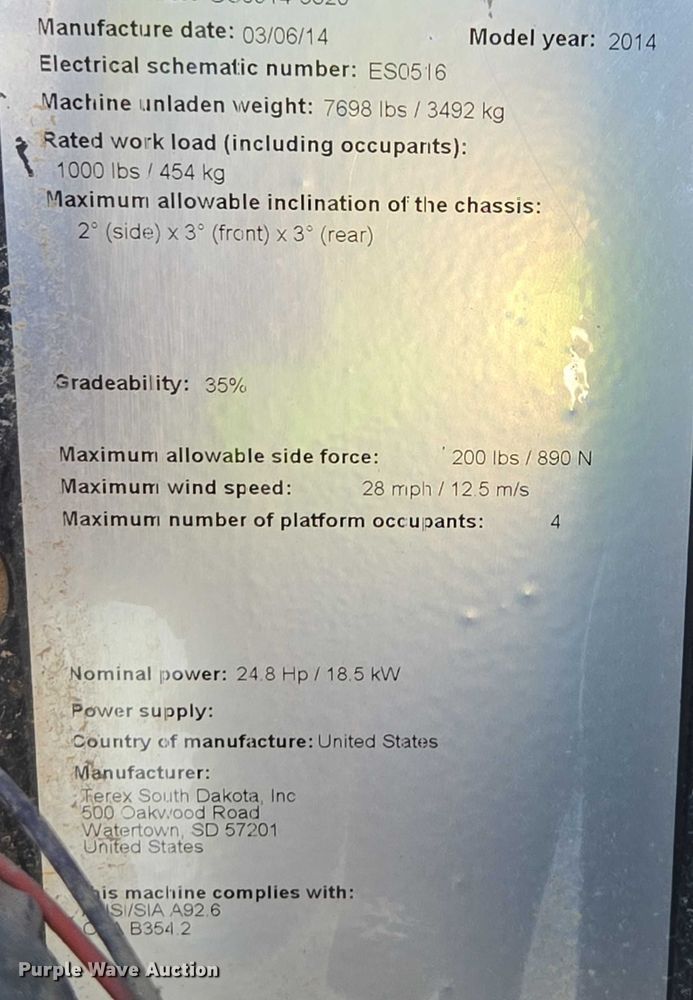 Manufacture date: 03/06/14 Model year: 2014
Electrical schematic number: ES0516
Machine unladen weight: 7698 lbs / 3492 kg
Rated work load (including occupants):
1000 lbs / 454 kg
Maximum allowable inclination of the chassis:
2° (side) x 3° (front) x 3° (rear)
Gradeability: 35%
Maximum allowable side force: 200 lbs / 890 N
Maximum wind speed: 28 mph / 12.5 m/s
Maximum number of platform occupants: 4
Nominal power: 24.8 Hp / 18.5 kW
Power supply:
Country of manufacture: United States
Manufacturer:
Terex South Dakota, Inc
500 Oakwood Road
Watertown, SD 57201
United States
his machine complies with:
SI/SIA A92.6
B354.2
Purple Wave Auction